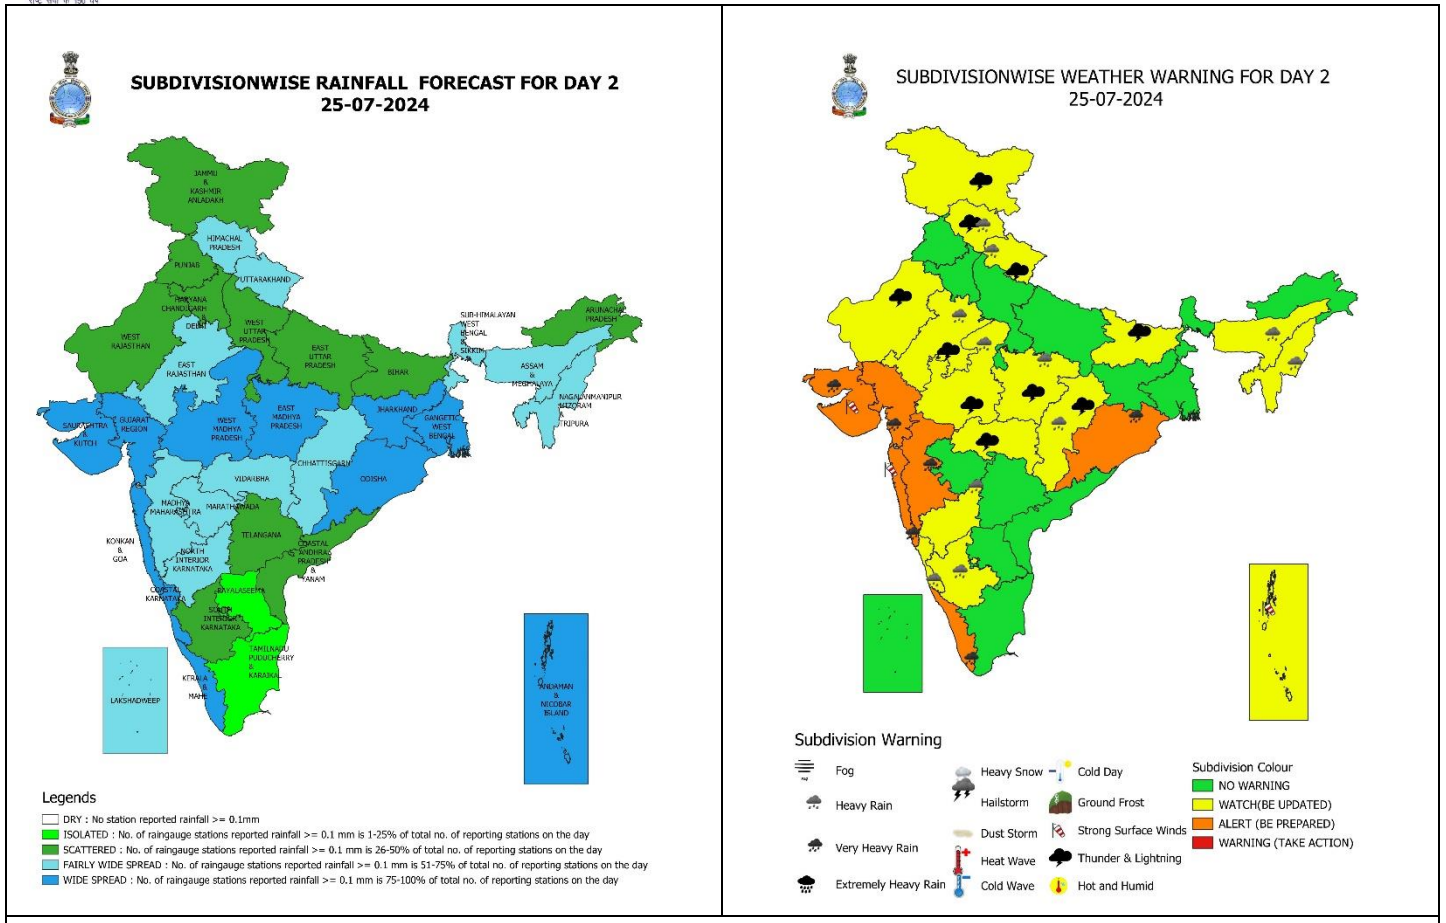 SUBDIVISIONWISE RAINFALL FORECAST FOR DAY 2
25-07-2024
JAMMU
&
KASHMIR
ANLADAKH
HIMACHAL
PRADESH
PUNJAB
UTTARAKHAND
HARYANA
CHANDIGARH
&
DELHI
WEST
RAJASTHAN
WEST
UTTAR
PRADESH
EAST
UTTAR
PRADESH
EAST
RAJASTHAN
BIHAR
SUB-HIMALAYAN
WEST
BENGAL
&
SIKKIM
ARUNACHAL
PRADESH
ASSAM
&
MEGHALAYA
NAGALANMANIPUR
MIZORAM
&
TRIPURA
SAURASHTRA
&
KUTCH
GUJARAT
REGION
WEST
MADHYA
PRADESH
EAST
MADHYA
PRADESH
JHARKHAND
GANGETIC
WEST
BENGAL
CHHATTISGARH
ODISHA
VIDARBHA
MADHYA
MAHARASHTRA
MARATHAWADA
TELANGANA
KONKAN
&
GOA
NORTH
INTERIOR
KARNATAKA
COASTAL
ANDHRA
PRADESH
&
YANAM
COASTAL
KARNATAKA
RAYALASEEMA
SOUTH
INTERIOR
KARNATAKA
TAMILNADU
PUDUCHERRY
&
KARAIKAL
KERALA
&
MAHE
LAKSHADWEEP
ANDAMAN
&
NICOBAR
ISLAND
Legends
DRY : No station reported rainfall >= 0.1mm
ISOLATED : No. of raingauge stations reported rainfall >= 0.1 mm is 1-25% of total no. of reporting stations on the day
SCATTERED : No. of raingauge stations reported rainfall >= 0.1 mm is 26-50% of total no. of reporting stations on the day
FAIRLY WIDE SPREAD : No. of raingauge stations reported rainfall >= 0.1 mm is 51-75% of total no. of reporting stations on the day
WIDE SPREAD : No. of raingauge stations reported rainfall >= 0.1 mm is 75-100% of total no. of reporting stations on the day
SUBDIVISIONWISE WEATHER WARNING FOR DAY 2
25-07-2024
Subdivision Warning
Fog
Heavy Rain
Very Heavy Rain
Extremely Heavy Rain
Heavy Snow
Hailstorm
Dust Storm
Heat Wave
Cold Wave
Cold Day
Ground Frost
Strong Surface Winds
Thunder & Lightning
Hot and Humid
Subdivision Colour
NO WARNING
WATCH(BE UPDATED)
ALERT (BE PREPARED)
WARNING (TAKE ACTION)